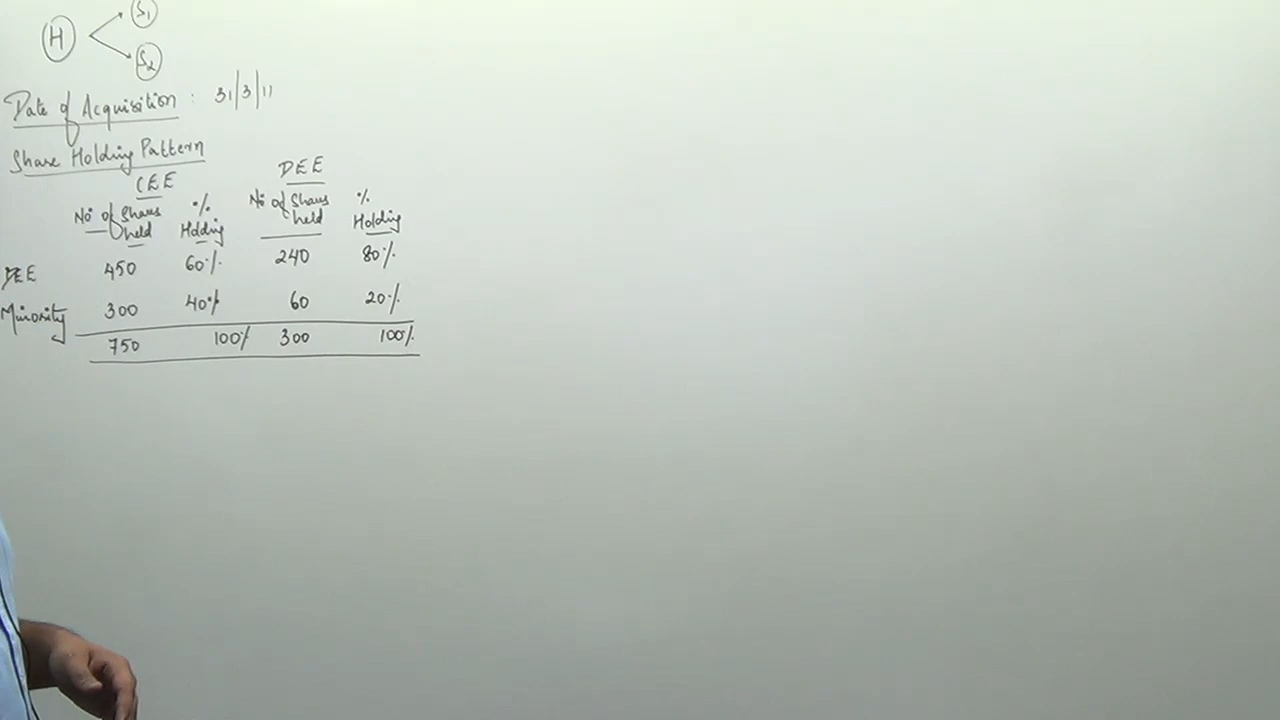 H S1
S2
Date of Acquisition : 31/3/11
Share Holding Pattern
CEE DEE
No of Shares held % Holding No of Shares held % Holding
DEE 450 60% 240 80%
Minority 300 40% 60 20%
750 100% 300 100%